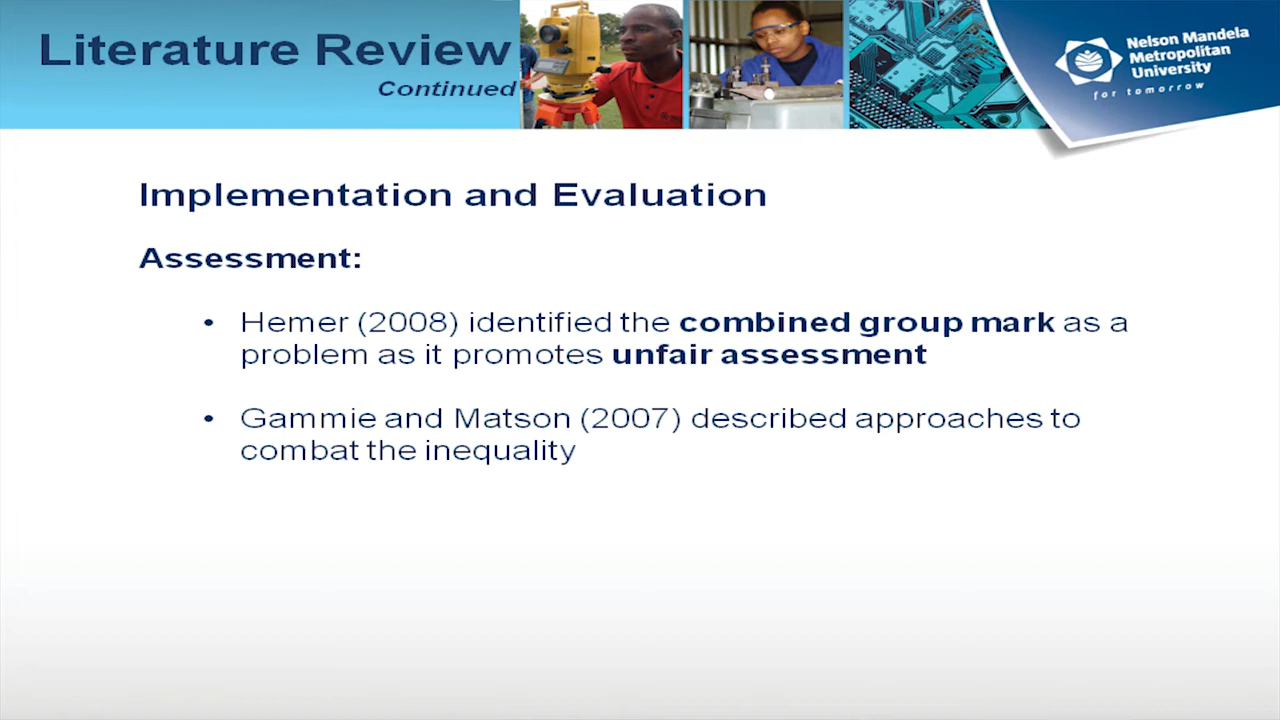 Literature Review
Continued
Nelson Mandela
Metropolitan
University
for tomorrow
Implementation and Evaluation
Assessment:
• Hemer (2008) identified the combined group mark as a
problem as it promotes unfair assessment
• Gammie and Matson (2007) described approaches to
combat the inequality